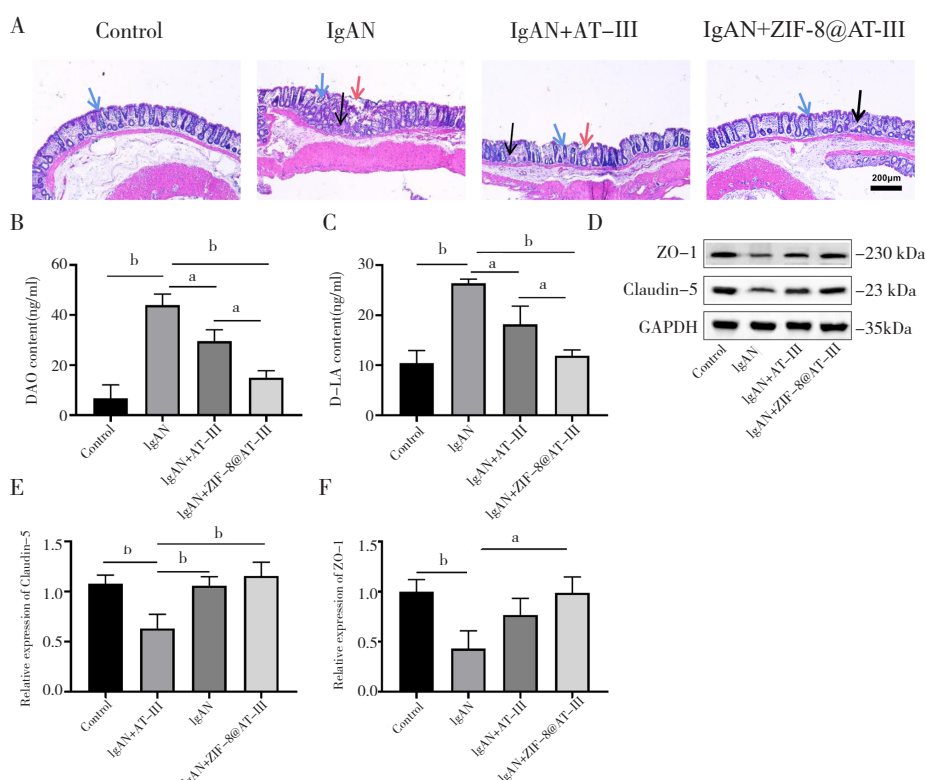 A
Control
IgAN
IgAN+AT-III
IgAN+ZIF-8@AT-III
200μm
B
DAO content(ng/ml)
60
40
20
0
b
b
a
a
Control
IgAN
IgAN+AT-III
IgAN+ZIF-8@AT-III
C
D-LA content(ng/ml)
30
20
10
0
b
b
a
a
Control
IgAN
IgAN+AT-III
IgAN+ZIF-8@AT-III
D
ZO-1
-230 kDa
Claudin-5
-23 kDa
GAPDH
-35kDa
Control
IgAN
IgAN+AT-III
IgAN+ZIF-8@AT-III
E
Relative expression of Claudin-5
1.5
1.0
0.5
0.0
b
b
b
Control
IgAN+AT-III
IgAN
IgAN+ZIF-8@AT-III
F
Relative expression of ZO-1
1.5
1.0
0.5
0.0
b
a
Control
IgAN
IgAN+AT-III
IgAN+ZIF-8@AT-III